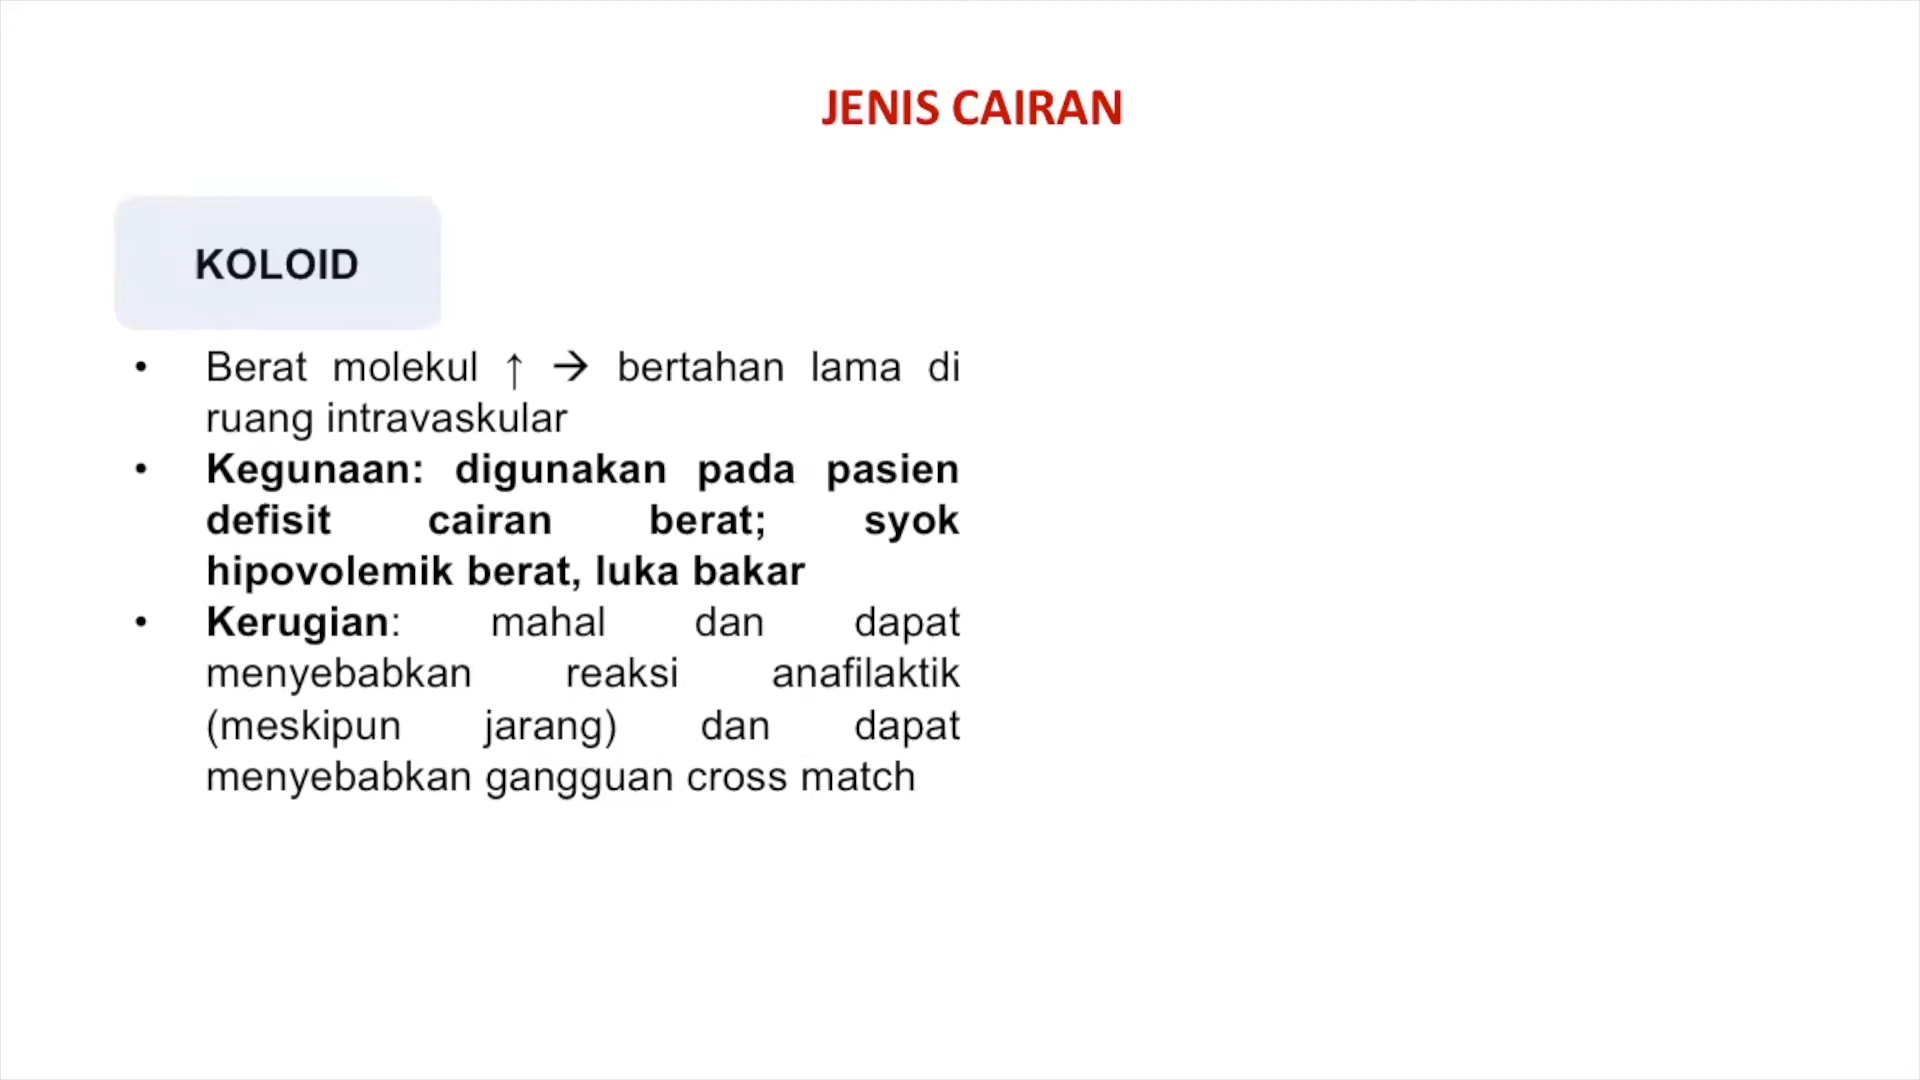 JENIS CAIRAN
KOLOID
• Berat molekul ↑ → bertahan lama di
ruang intravaskular
• Kegunaan: digunakan pada pasien
defisit cairan berat; syok
hipovolemik berat, luka bakar
• Kerugian: mahal dan dapat
menyebabkan reaksi anafilaktik
(meskipun jarang) dan dapat
menyebabkan gangguan cross match